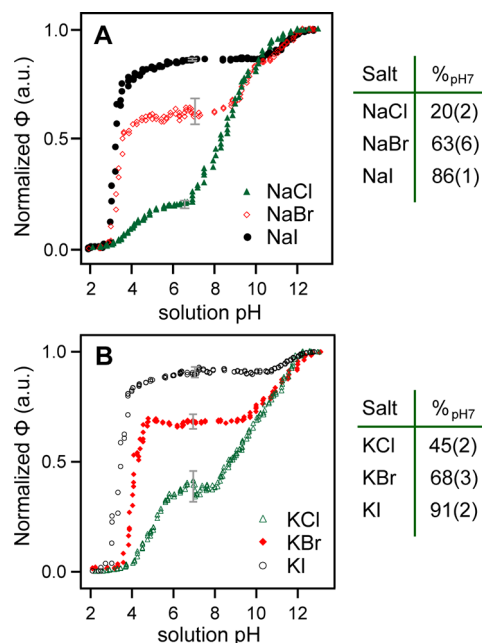 A
Normalized Φ (a.u.)
1.0
0.5
0.0
NaCl
NaBr
NaI
2 4 6 8 10 12
solution pH
Salt %pH7
NaCl 20(2)
NaBr 63(6)
NaI 86(1)
B
Normalized Φ (a.u.)
1.0
0.5
0.0
KCl
KBr
KI
2 4 6 8 10 12
solution pH
Salt %pH7
KCl 45(2)
KBr 68(3)
KI 91(2)